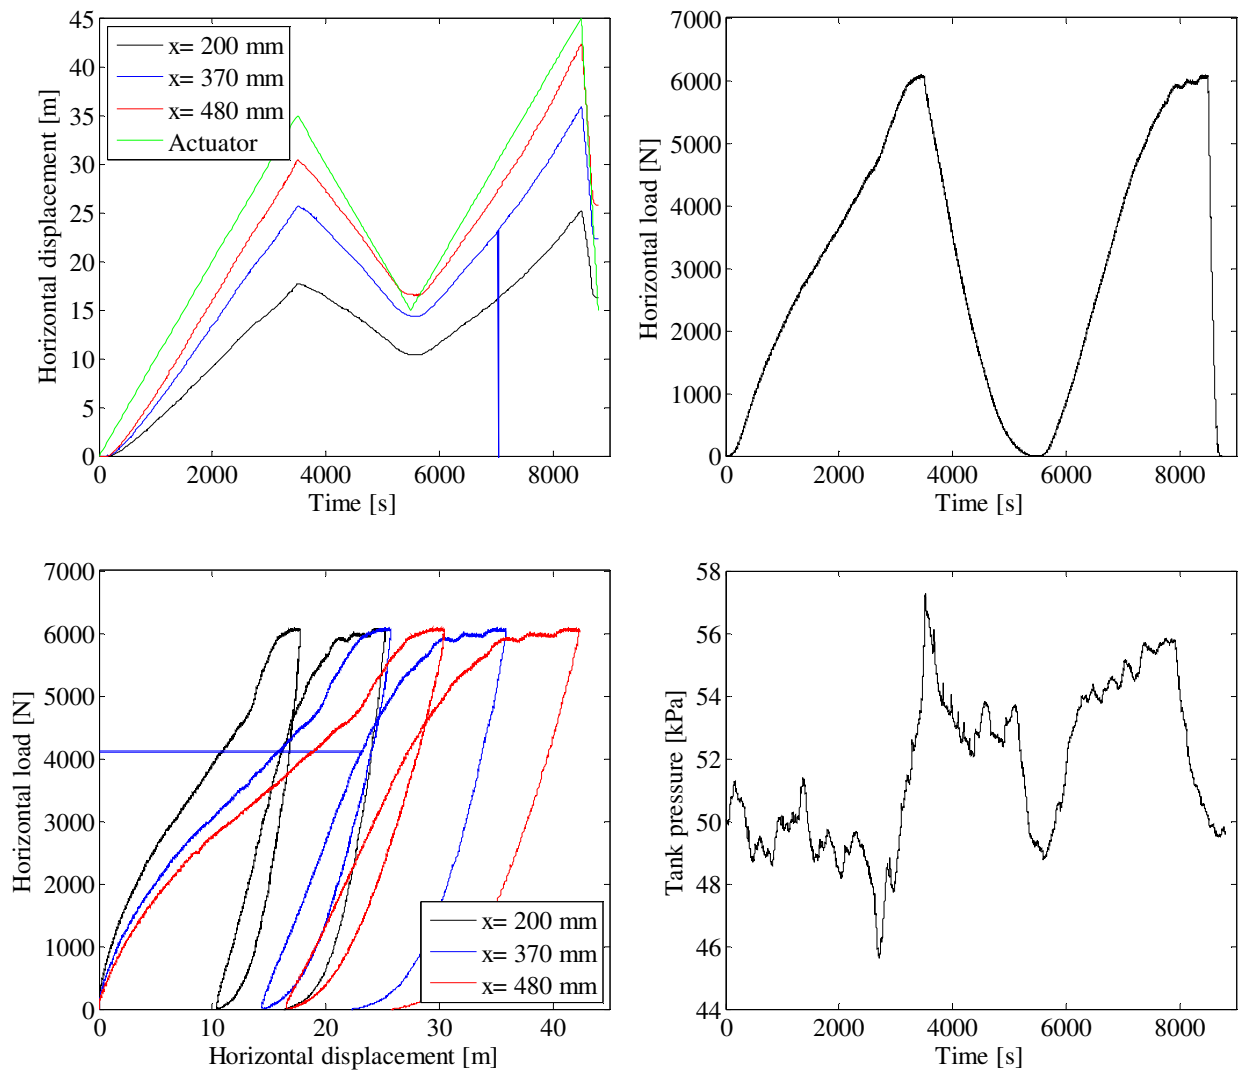 45
40
35
30
25
20
15
10
5
0
Horizontal displacement [m]
x= 200 mm
x= 370 mm
x= 480 mm
Actuator
0 2000 4000 6000 8000
Time [s]
7000
6000
5000
4000
3000
2000
1000
0
Horizontal load [N]
0 2000 4000 6000 8000
Time [s]
7000
6000
5000
4000
3000
2000
1000
0
Horizontal load [N]
x= 200 mm
x= 370 mm
x= 480 mm
0 10 20 30 40
Horizontal displacement [m]
58
56
54
52
50
48
46
44
Tank pressure [kPa]
0 2000 4000 6000 8000
Time [s]